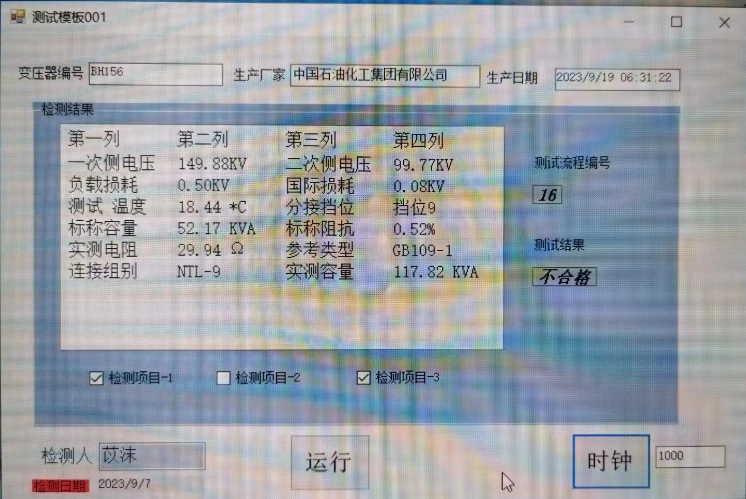 测试模板001
变压器编号 BH156 生产厂家 中国石油化工集团有限公司 生产日期 2023/9/19 06:31:22
检测结果
第一列 第二列 第三列 第四列
一次侧电压 149.88KV 二次侧电压 99.77KV
负载损耗 0.50KV 国际损耗 0.08KV
测试 温度 18.44 *C 分接挡位 挡位9
标称容量 52.17 KVA 标称阻抗 0.52%
实测电阻 29.94 Ω 参考类型 GB109-1
连接组别 NTL-9 实测容量 117.82 KVA
测试流程编号
16
测试结果
不合格
检测项目-1 检测项目-2 检测项目-3
检测人 苡沫 运行 时钟 1000
检测日期 2023/9/7